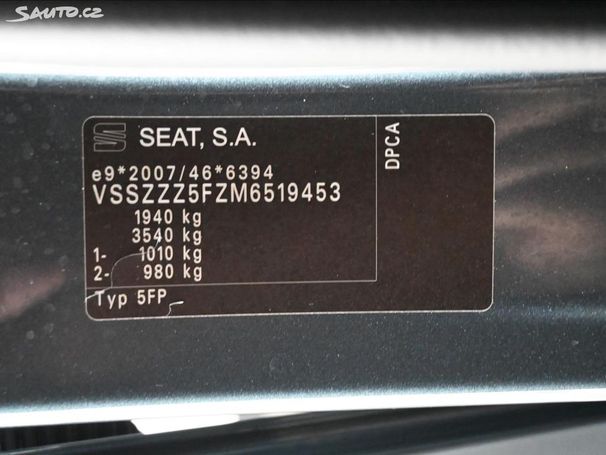 SAUTO.CZ
SEAT, S.A.
e9*2007/46*6394
VSSZZZ5FZM6519453
1940 kg
3540 kg
1- 1010 kg
2- 980 kg
Typ 5FP
DPCA